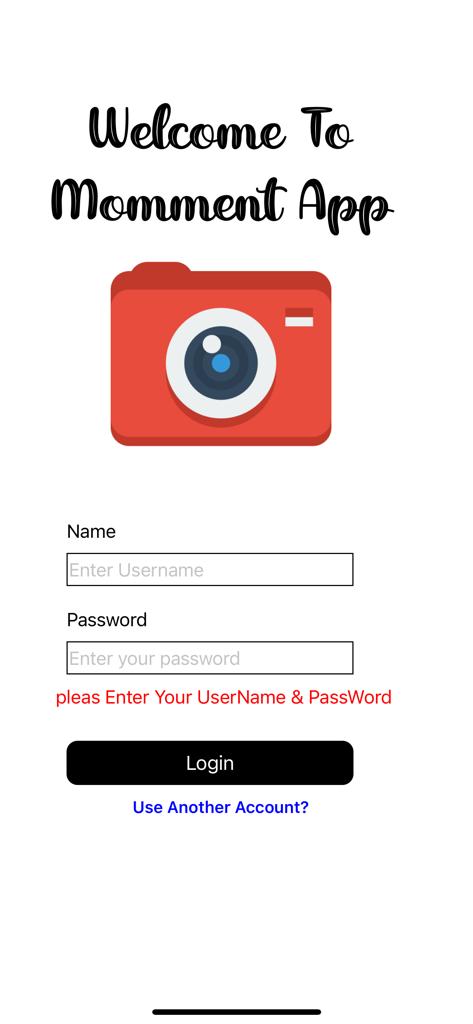 Welcome To
Momment App
Name
Enter Username
Password
Enter your password
pleas Enter Your UserName & PassWord
Login
Use Another Account?